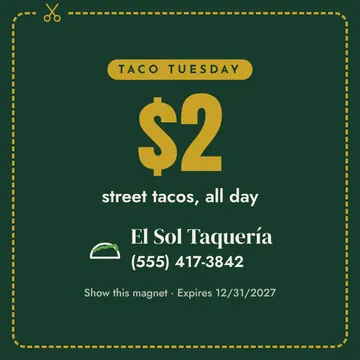 TACO TUESDAY
$2
street tacos, all day
El Sol Taquería
(555) 417-3842
Show this magnet · Expires 12/31/2027